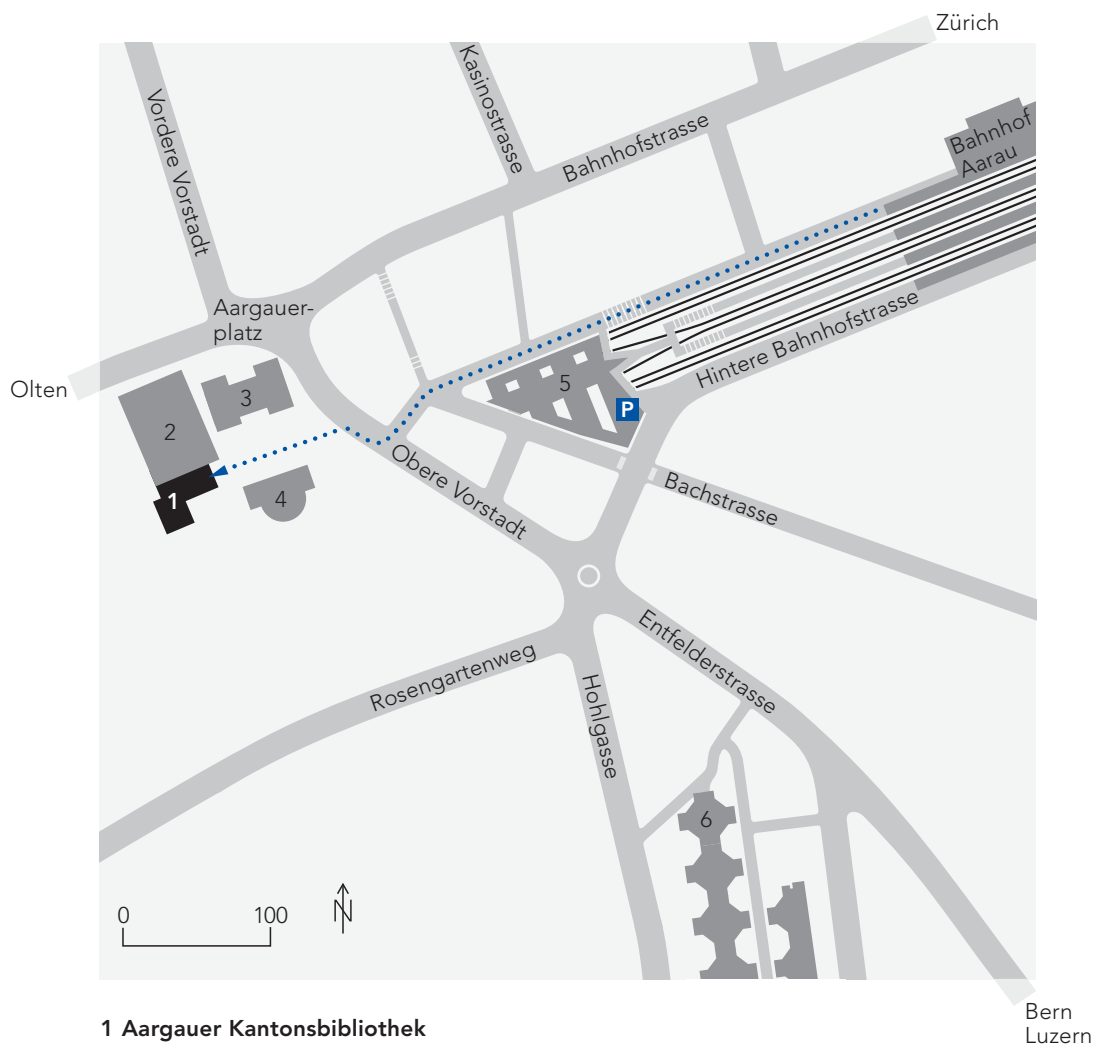 Zürich
Kasinostrasse
Vordere Vorstadt
Bahnhofstrasse
Bahnhof
Aarau
Aargauer-
platz
Hintere Bahnhofstrasse
Olten
5
3
P
2
Obere Vorstadt
Bachstrasse
1
4
Entfelderstrasse
Rosengartenweg
Hohlgasse
6
0 100
N
Bern
Luzern
1 Aargauer Kantonsbibliothek